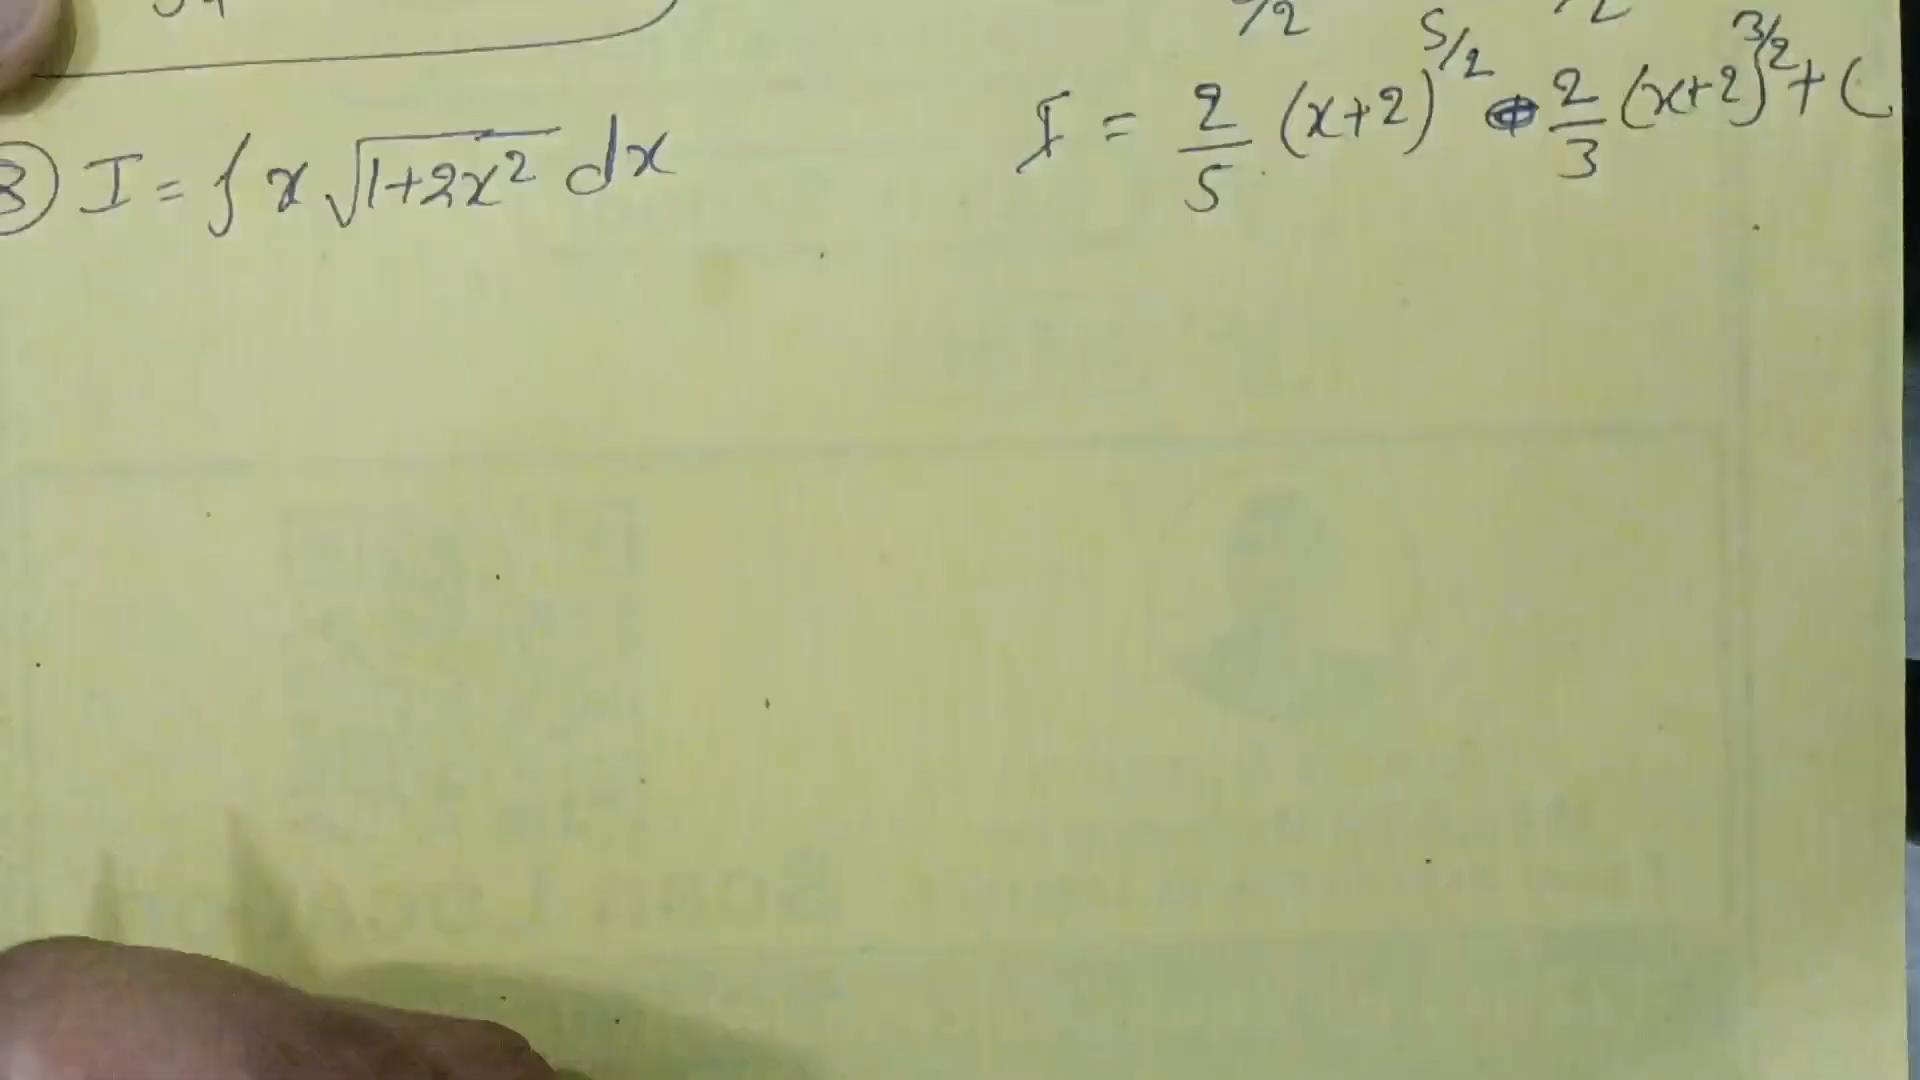 ③ I = ∫ x √(1+2x²) dx
I = 2/5 (x+2)^5/2 - 2/3 (x+2)^3/2 + C